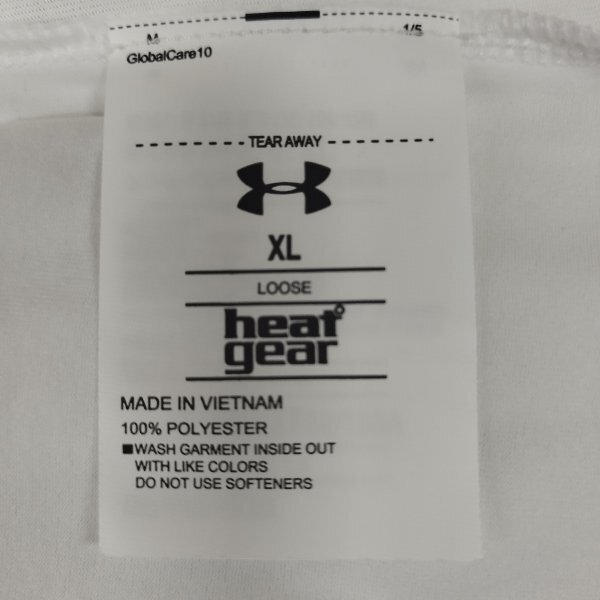 M 1/5
GlobalCare10
TEAR AWAY
XL
LOOSE
heat
gear
MADE IN VIETNAM
100% POLYESTER
WASH GARMENT INSIDE OUT
WITH LIKE COLORS
DO NOT USE SOFTENERS